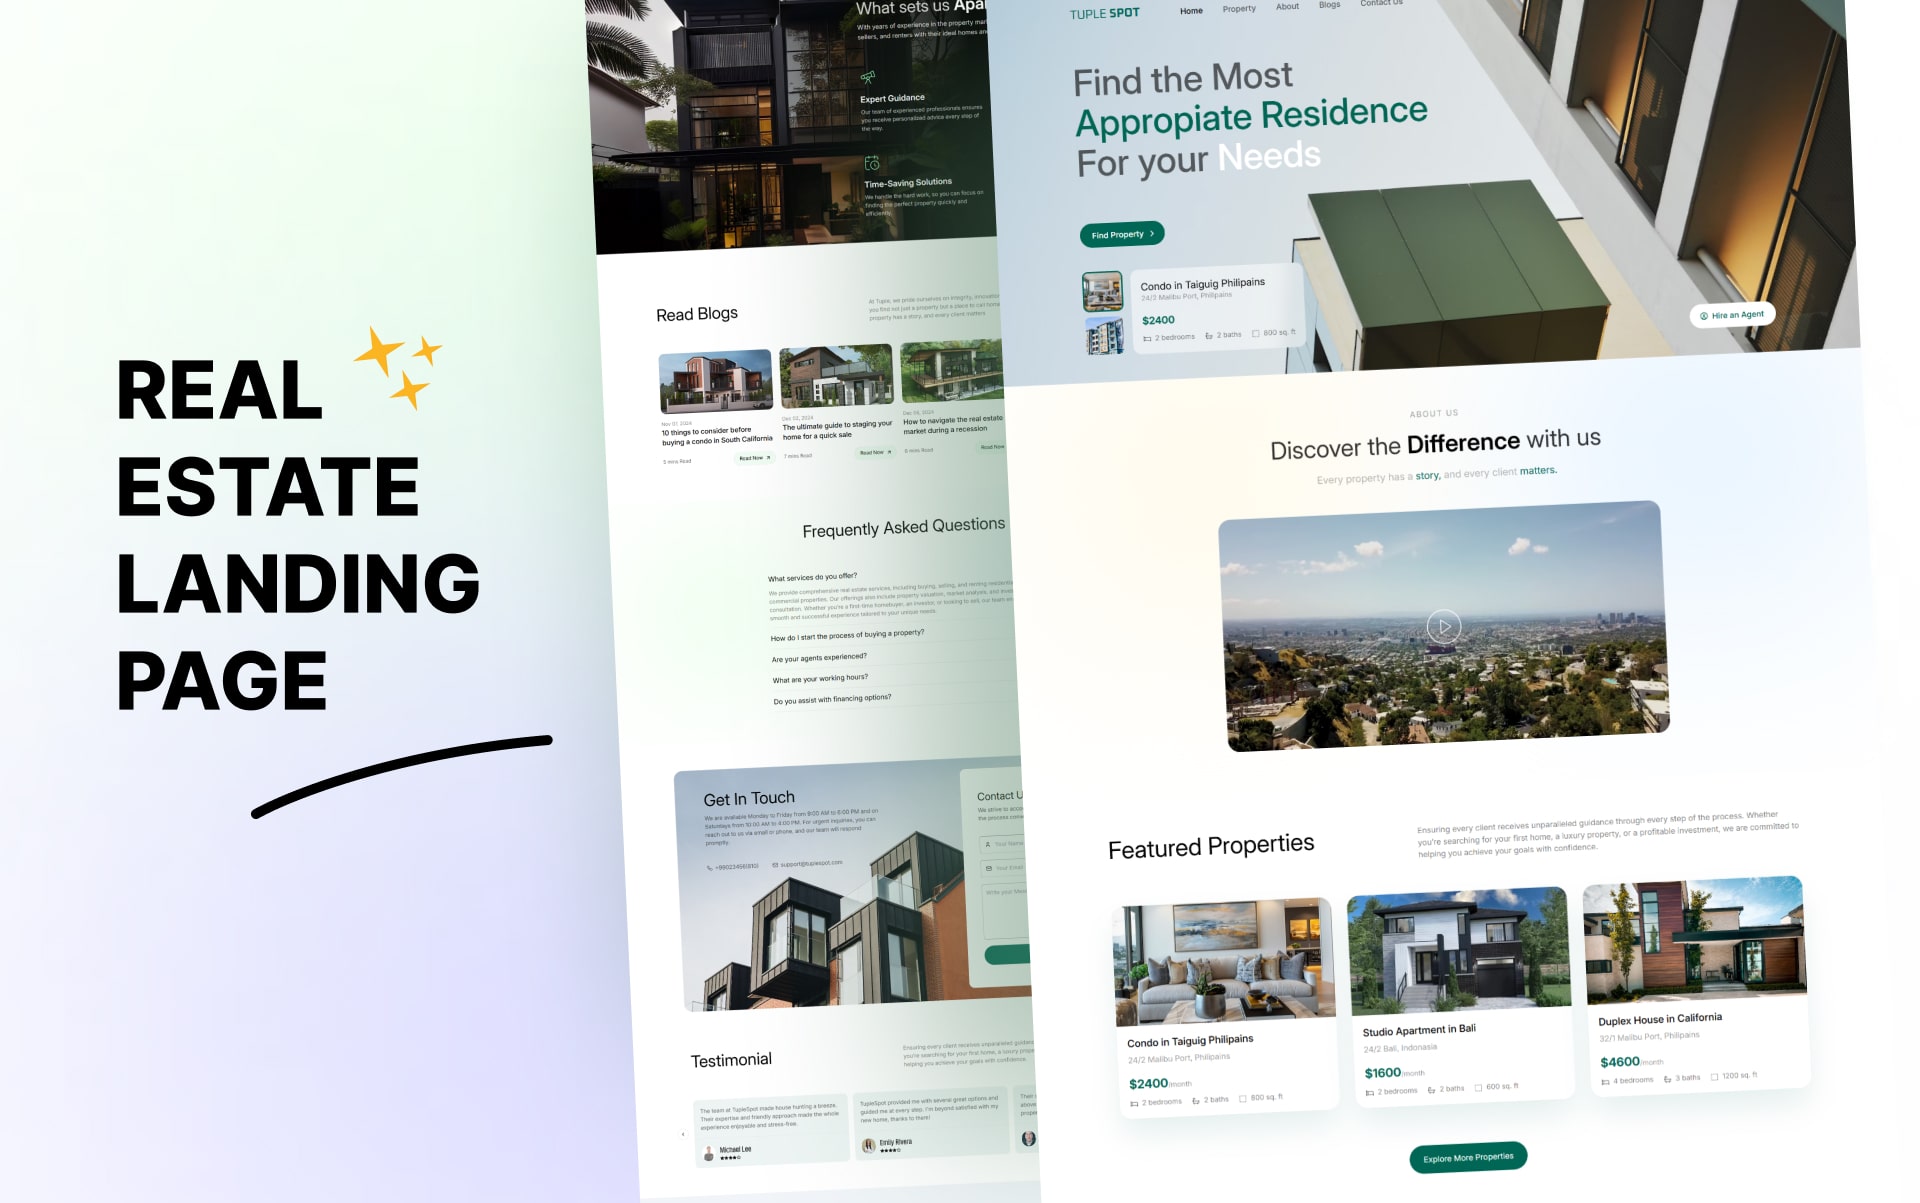 REAL
ESTATE
LANDING
PAGE
What sets us Apa
With years of experience in the property mar
sellers, and renters with their ideal homes an
Expert Guidance
Our team of experienced professionals ensures
you receive personalized advice every step of
the way.
Time-Saving Solutions
We handle the hard work, so you can focus on
finding the perfect property quickly and
efficiently.
Read Blogs
At Tuple, we pride ourselves on integrity, innovation
you find not just a property but a place to call home
property has a story, and every client matters
Nov 02, 2024
10 things to consider before
buying a condo in South California
5 mins Read
Read Now
Dec 02, 2024
The ultimate guide to staging your
home for a quick sale
7 mins Read
Read Now
Dec 08, 2024
How to navigate the real estate
market during a recession
8 mins Read
Read Now
Frequently Asked Questions
What services do you offer?
We provide comprehensive real estate services, including buying, selling, and renting residenti
commercial properties. Our offerings also include property valuation, market analysis, and inves
consultation. Whether you're a first-time homebuyer, an investor, or looking to sell, our team en
smooth and successful experience tailored to your unique needs.
How do I start the process of buying a property?
Are your agents experienced?
What are your working hours?
Do you assist with financing options?
Get In Touch
We are available Monday to Friday from 9:00 AM to 6:00 PM and on
Saturdays from 10:00 AM to 4:00 PM. For urgent inquiries, you can
reach out to us via email or phone, and our team will respond
promptly.
support@tuplespot.com
Contact U
We strive to
the process
Your Name
Your Email
Write your Mess
Testimonial
Ensuring every client receives unparalleled guidance
you're searching for your first home, a luxury prope
helping you achieve your goals with confidence.
The team at TupleSpot made house hunting a breeze.
Their expertise and friendly approach made the whole
experience enjoyable and stress-free.
Michael Lee
TupleSpot provided me with several great options and
guided me at every step. I'm beyond satisfied with my
new home, thanks to them!
Emily Rivera
Their
above
proper
TUPLE SPOT
Home
Property
About
Blogs
Contact Us
Find the Most
Appropiate Residence
For your Needs
Find Property
Condo in Taiguig Philipains
24/2 Malibu Port, Philipains
$2400
2 bedrooms
2 baths
800 sq. ft
Hire an Agent
ABOUT US
Discover the Difference with us
Every property has a story, and every client matters.
Featured Properties
Ensuring every client receives unparalleled guidance through every step of the process. Whether
you're searching for your first home, a luxury property, or a profitable investment, we are committed to
helping you achieve your goals with confidence.
Condo in Taiguig Philipains
24/2 Malibu Port, Philipains
$2400/month
2 bedrooms
2 baths
800 sq. ft
Studio Apartment in Bali
24/2 Bali, Indonasia
$1600/month
2 bedrooms
2 baths
600 sq. ft
Duplex House in California
32/1 Malibu Port, Philipains
$4600/month
4 bedrooms
3 baths
1200 sq. ft
Explore More Properties